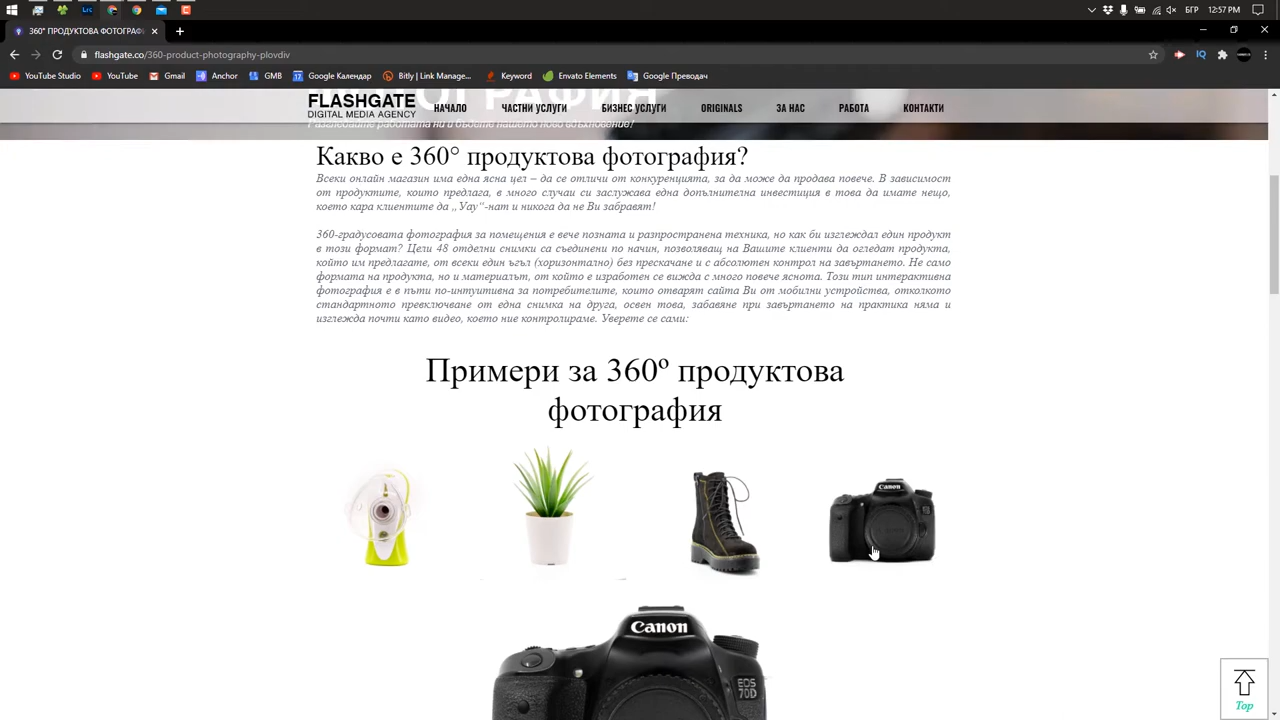 БГР 12:57 PM
360° ПРОДУКТОВА ФОТОГРАФ
flashgate.co/360-product-photography-plovdiv
YouTube Studio YouTube Gmail Anchor GMB Google Календар Bitly | Link Manage... Keyword Envato Elements Google Преводач
FLASHGATE
DIGITAL MEDIA AGENCY
НАЧАЛО ЧАСТНИ УСЛУГИ БИЗНЕС УСЛУГИ ORIGINALS ЗА НАС РАБОТА КОНТАКТИ
Разгледайте работата ни и бъдете нашето ново вдъхновение!
Какво е 360° продуктова фотография?
Всеки онлайн магазин има една ясна цел – да се отличи от конкуренцията, за да може да продава повече. В зависимост
от продуктите, които предлага, в много случаи си заслужава една допълнителна инвестиция в това да имате нещо,
което кара клиентите да „Уау“-нат и никога да не Ви забравят!
360-градусовата фотография за помещения е вече позната и разпространена техника, но как би изглеждал един продукт
в този формат? Цели 48 отделни снимки са съединени по начин, позволяващ на Вашите клиенти да огледат продукта,
който им предлагате, от всеки един ъгъл (хоризонтално) без прескачане и с абсолютен контрол на завъртането. Не само
формата на продукта, но и материалът, от който е изработен се вижда с много повече яснота. Този тип интерактивна
фотография е в пъти по-интуитивна за потребителите, които отварят сайта Ви от мобилни устройства, отколкото
стандартното превключване от една снимка на друга, освен това, забавяне при завъртането на практика няма и
изглежда почти като видео, което ние контролираме. Уверете се сами:
Примери за 360º продуктова
фотография
Canon
Canon
EOS
70D
Top